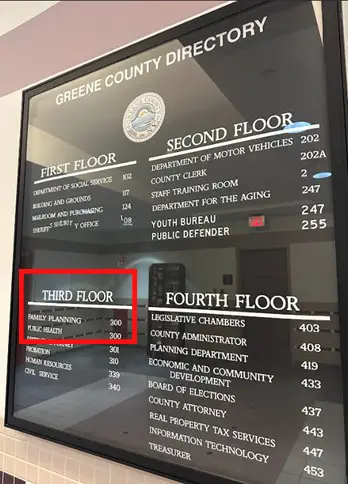 GREENE COUNTY DIRECTORY
FIRST FLOOR
DEPARTMENT OF SOCIAL SERVICE 102
BUILDING AND GROUNDS 117
MAILROOM AND PURCHASING 124
OFFICE 108
SECOND FLOOR
DEPARTMENT OF MOTOR VEHICLES 202
COUNTY CLERK 202A
STAFF TRAINING ROOM 2
DEPARTMENT FOR THE AGING 247
YOUTH BUREAU 247
PUBLIC DEFENDER 255
THIRD FLOOR
FAMILY PLANNING 300
PUBLIC HEALTH 300
301
PROBATION 310
HUMAN RESOURCES 339
CIVIL SERVICE 340
FOURTH FLOOR
LEGISLATIVE CHAMBERS 403
COUNTY ADMINISTRATOR 408
PLANNING DEPARTMENT 419
ECONOMIC AND COMMUNITY
DEVELOPMENT 433
BOARD OF ELECTIONS
COUNTY ATTORNEY 437
REAL PROPERTY TAX SERVICES 443
INFORMATION TECHNOLOGY 447
TREASURER 453